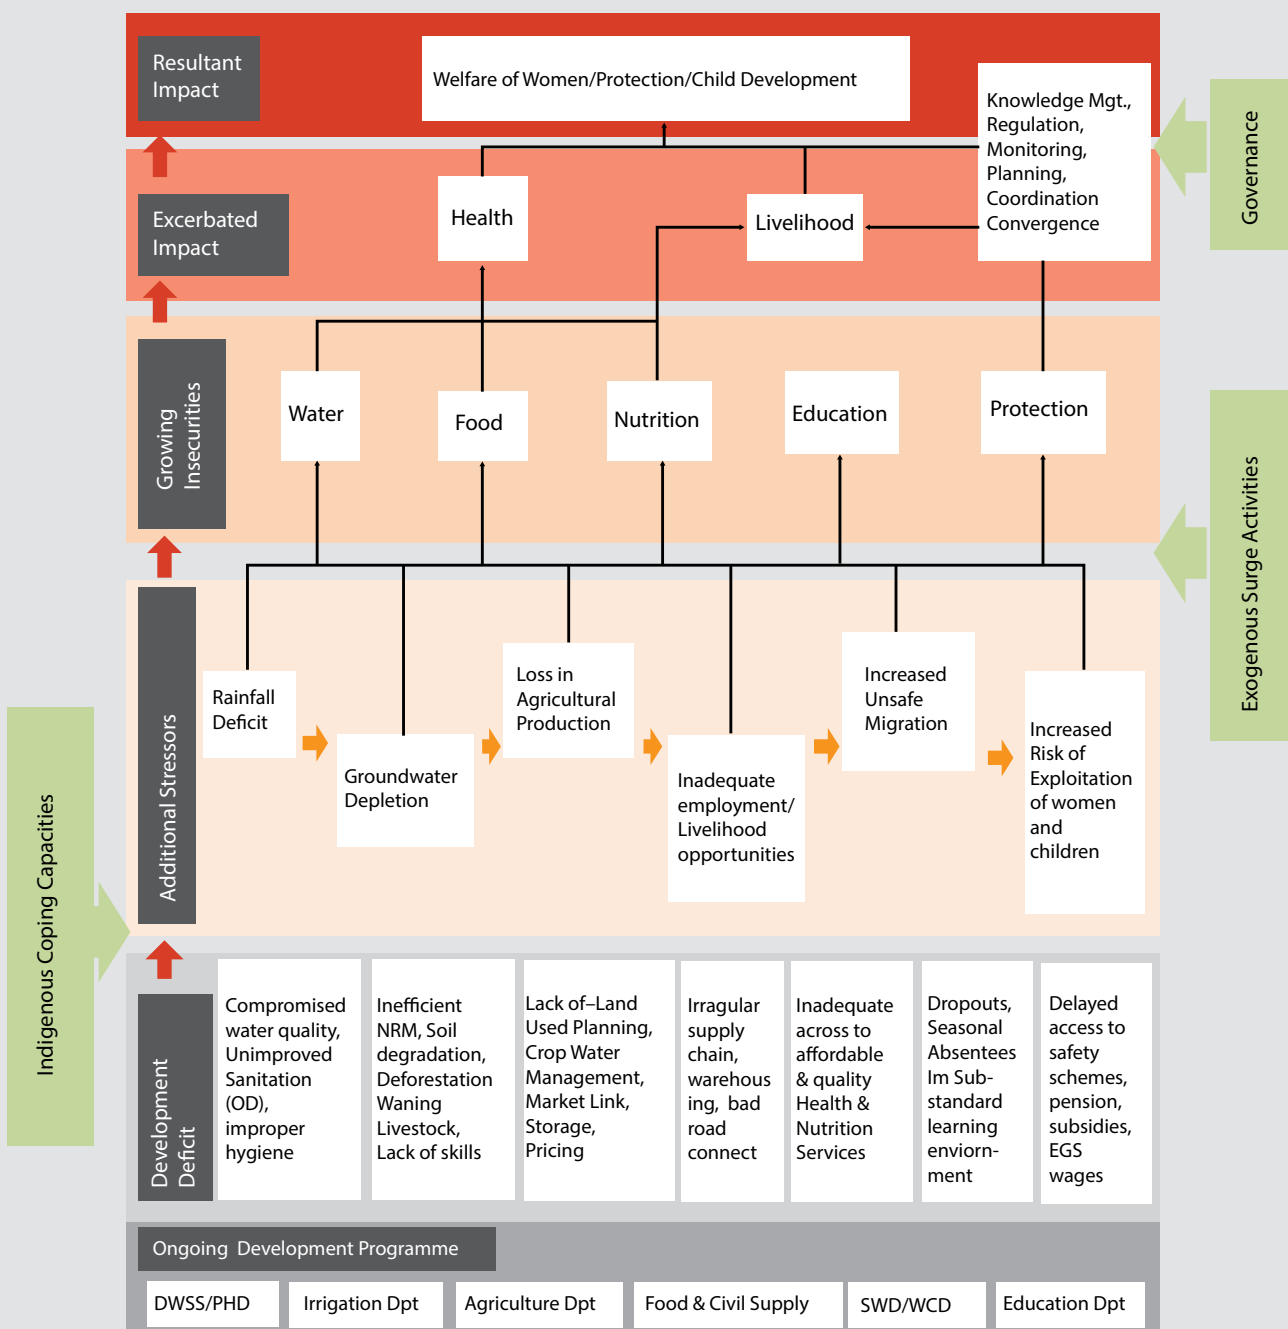 Resultant
Impact
Welfare of Women/Protection/Child Development
Knowledge Mgt.,
Regulation,
Monitoring,
Planning,
Coordination
Convergence
Governance
Excerbated
Impact
Health
Livelihood
Growing
Insecurities
Water
Food
Nutrition
Education
Protection
Exogenous Surge Activities
Additional Stressors
Rainfall
Deficit
Groundwater
Depletion
Loss in
Agricultural
Production
Inadequate
employment/
Livelihood
opportunities
Increased
Unsafe
Migration
Increased
Risk of
Exploitation
of women
and
children
Indigenous Coping Capacities
Development
Deficit
Compromised
water quality,
Unimproved
Sanitation
(OD),
improper
hygiene
Inefficient
NRM, Soil
degradation,
Deforestation
Waning
Livestock,
Lack of skills
Lack of–Land
Used Planning,
Crop Water
Management,
Market Link,
Storage,
Pricing
Irragular
supply
chain,
warehous
ing, bad
road
connect
Inadequate
across to
affordable
& quality
Health &
Nutrition
Services
Dropouts,
Seasonal
Absentees
Im Sub-
standard
learning
enviorn-
ment
Delayed
access to
safety
schemes,
pension,
subsidies,
EGS
wages
Ongoing Development Programme
DWSS/PHD
Irrigation Dpt
Agriculture Dpt
Food & Civil Supply
SWD/WCD
Education Dpt